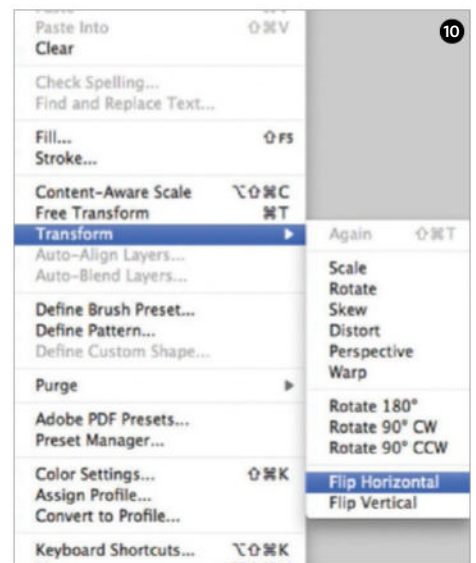 10
Paste Into ⇧⌘V
Clear
Check Spelling...
Find and Replace Text...
Fill... ⇧F5
Stroke...
Content-Aware Scale ⌥⇧⌘C
Free Transform ⌘T
Transform ▶
Auto-Align Layers...
Auto-Blend Layers...
Define Brush Preset...
Define Pattern...
Define Custom Shape...
Purge ▶
Adobe PDF Presets...
Preset Manager...
Color Settings... ⇧⌘K
Assign Profile...
Convert to Profile...
Keyboard Shortcuts... ⌥⇧⌘K
Again ⇧⌘T
Scale
Rotate
Skew
Distort
Perspective
Warp
Rotate 180°
Rotate 90° CW
Rotate 90° CCW
Flip Horizontal
Flip Vertical